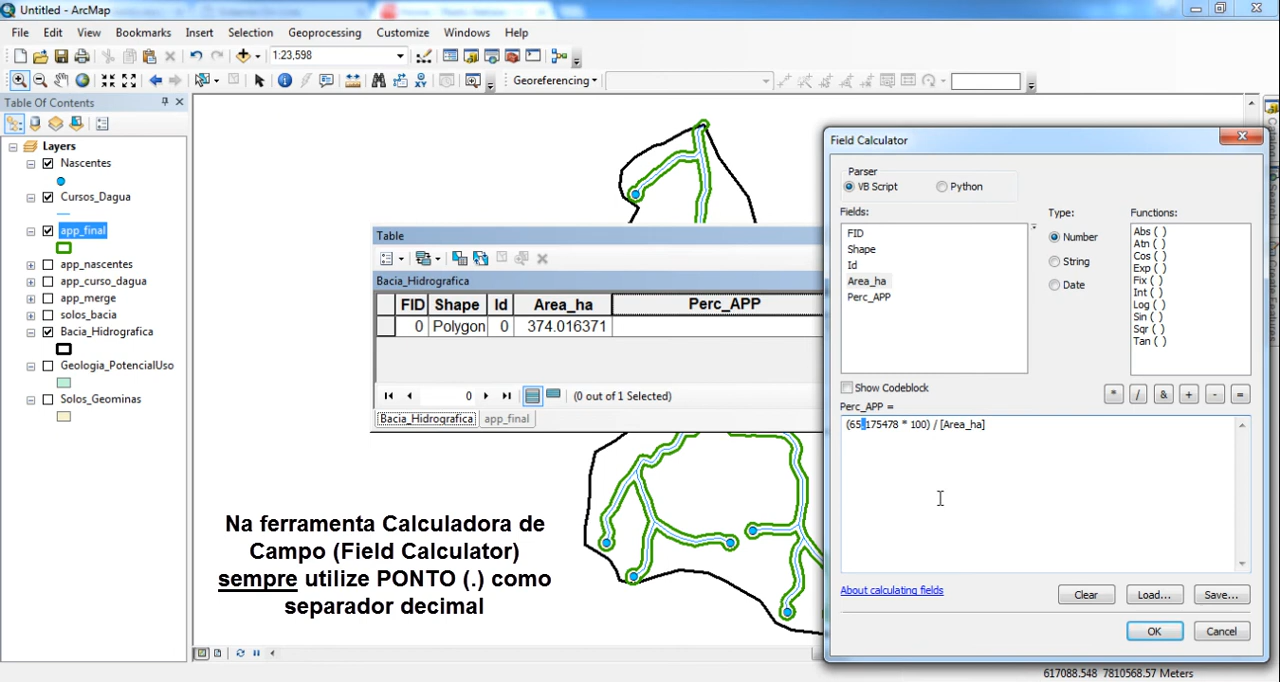 Untitled - ArcMap
File Edit View Bookmarks Insert Selection Geoprocessing Customize Windows Help
1:23,598
Georeferencing
Table Of Contents
Layers
Nascentes
Cursos_Dagua
app_final
app_nascentes
app_curso_dagua
app_merge
solos_bacia
Bacia_Hidrografica
Geologia_PotencialUso
Solos_Geominas
Table
Bacia_Hidrografica
FID Shape Id Area_ha Perc_APP
0 Polygon 0 374.016371
0 (0 out of 1 Selected)
Bacia_Hidrografica app_final
Na ferramenta Calculadora de
Campo (Field Calculator)
sempre utilize PONTO (.) como
separador decimal
Field Calculator
Parser
VB Script Python
Fields: Type: Functions:
FID
Shape
Id
Area_ha
Perc_APP
Number
String
Date
Abs ( )
Atn ( )
Cos ( )
Exp ( )
Fix ( )
Int ( )
Log ( )
Sin ( )
Sqr ( )
Tan ( )
Show Codeblock
* / & + - =
Perc_APP =
(65.175478 * 100) / [Area_ha]
About calculating fields
Clear Load... Save...
OK Cancel
617088.548 7810568.57 Meters